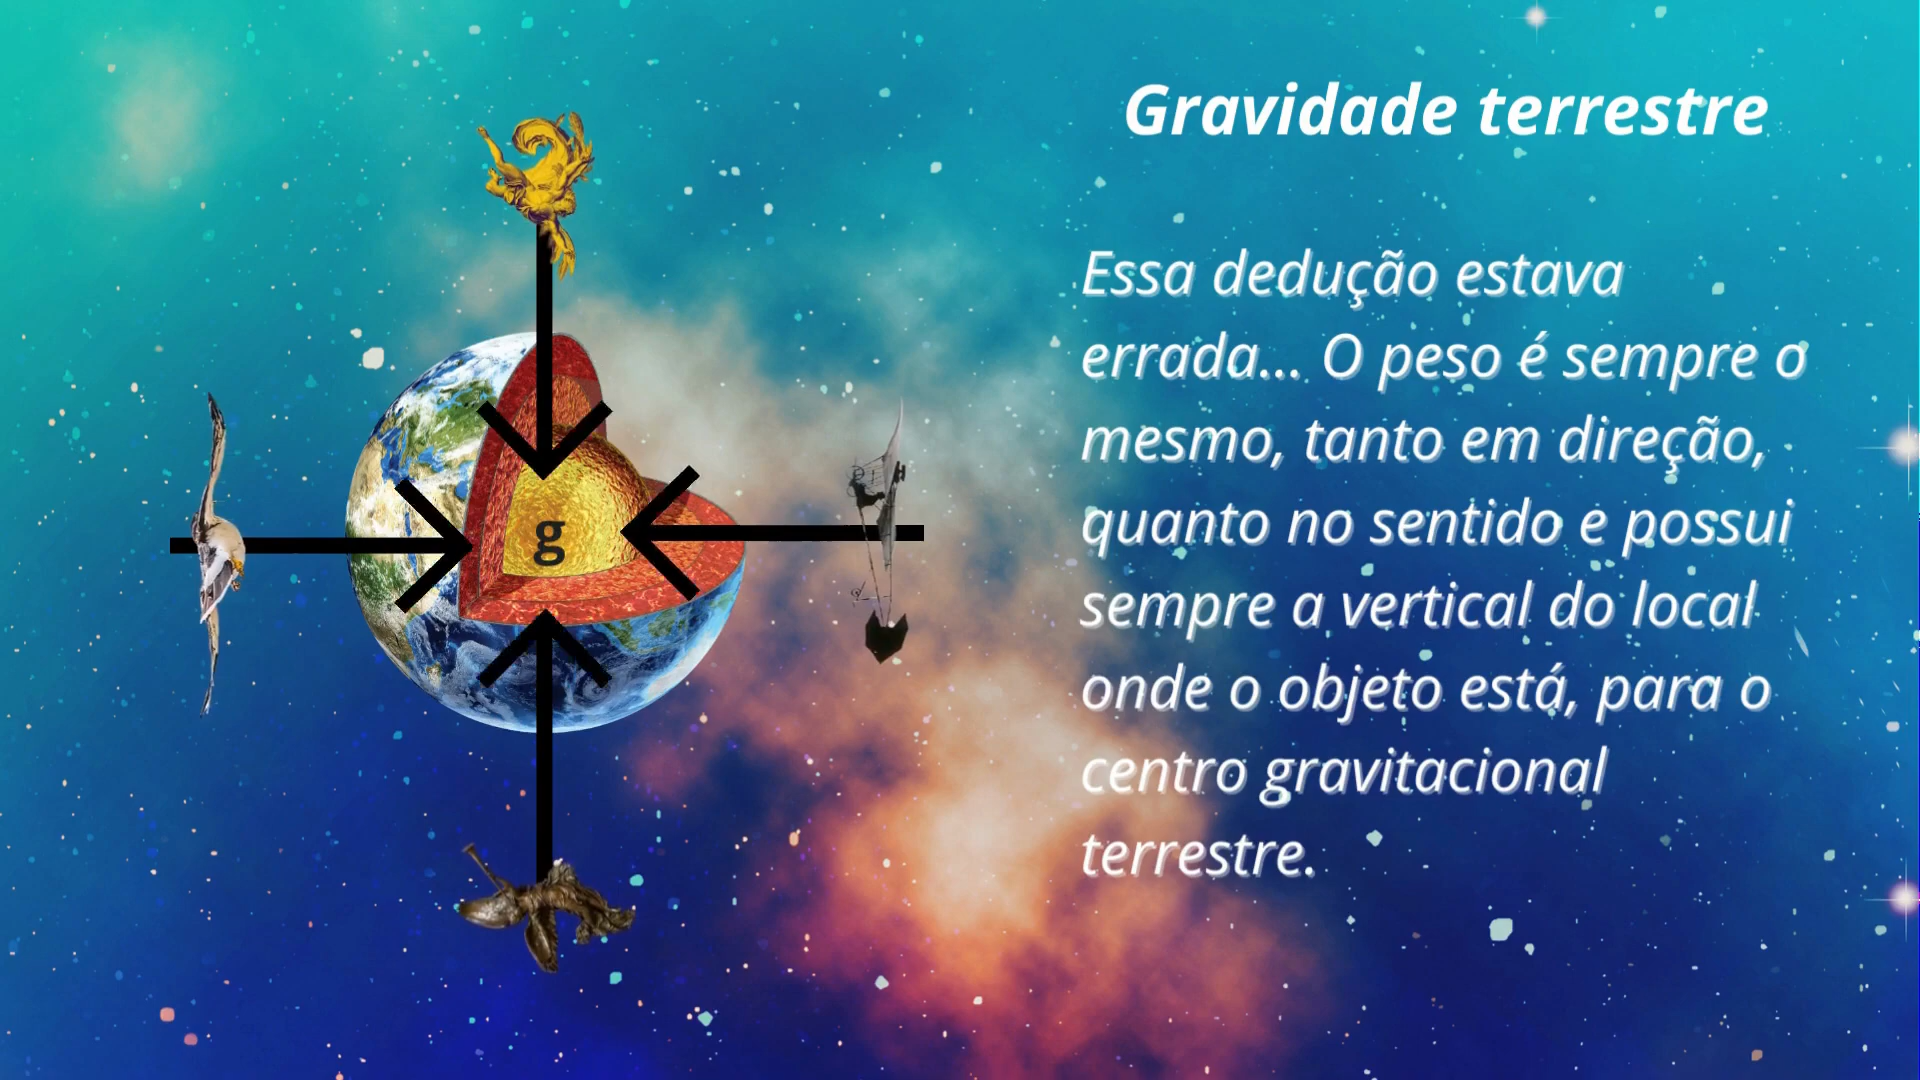 Gravidade terrestre
Essa dedução estava
errada... O peso é sempre o
mesmo, tanto em direção,
quanto no sentido e possui
sempre a vertical do local
onde o objeto está, para o
centro gravitacional
terrestre.
g